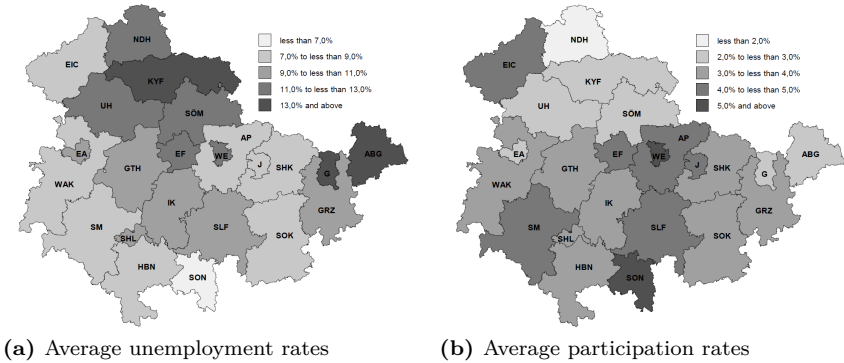 NDH
EIC
KYF
UH
SÖM
AP
EA
EF
WE
J
ABG
GTH
SHK
G
WAK
IK
GRZ
SM
SLF
SOK
SHL
HBN
SON
less than 7,0%
7,0% to less than 9,0%
9,0% to less than 11,0%
11,0% to less than 13,0%
13,0% and above
(a) Average unemployment rates
NDH
EIC
KYF
UH
SÖM
AP
EA
EF
WE
J
ABG
GTH
SHK
G
WAK
IK
GRZ
SM
SLF
SOK
SHL
HBN
SON
less than 2,0%
2,0% to less than 3,0%
3,0% to less than 4,0%
4,0% to less than 5,0%
5,0% and above
(b) Average participation rates